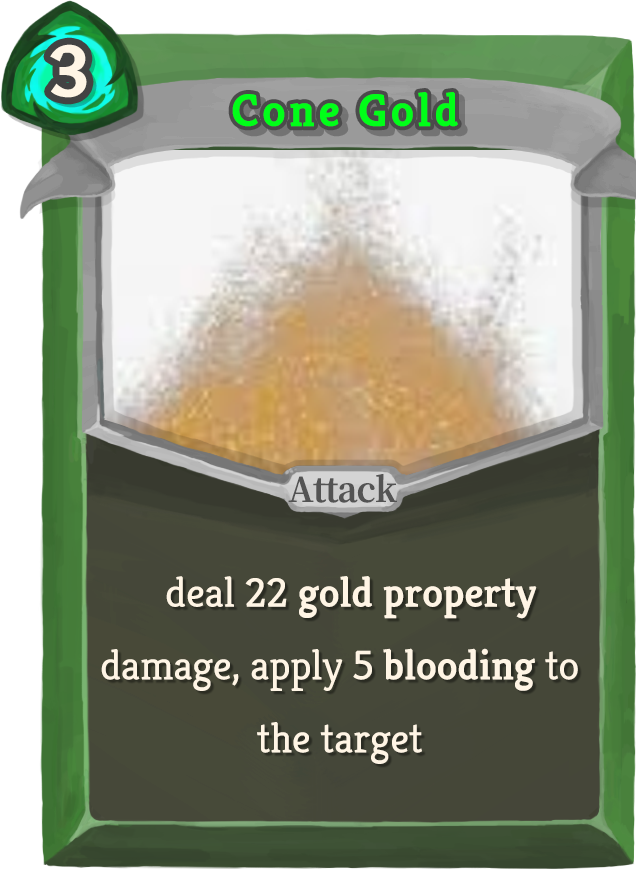 3
Cone Gold
Attack
deal 22 gold property
damage, apply 5 blooding to
the target